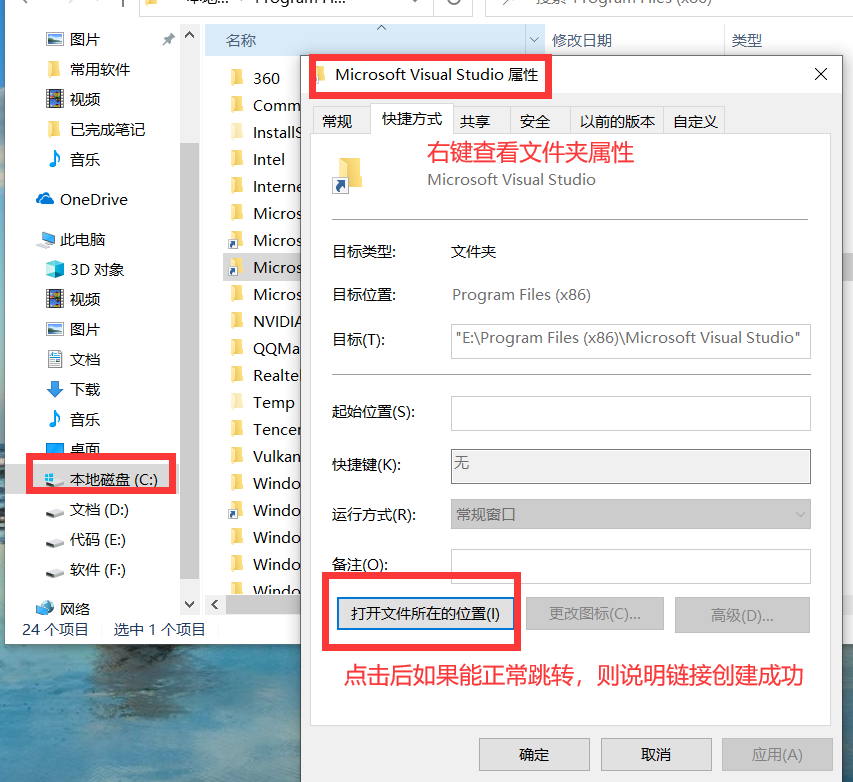 搜索 Program Files (x86)
图片
常用软件
视频
已完成笔记
音乐
OneDrive
此电脑
3D 对象
视频
图片
文档
下载
音乐
桌面
本地磁盘 (C:)
文档 (D:)
代码 (E:)
软件 (F:)
网络
24 个项目 选中 1 个项目
名称 修改日期 类型
360
Comm
InstallS
Intel
Interne
Micros
Micros
Micros
Micros
NVIDIA
QQMa
Realtel
Temp
Tencen
Vulkan
Windo
Windo
Windo
Windo
Windo
Microsoft Visual Studio 属性
常规 快捷方式 共享 安全 以前的版本 自定义
右键查看文件夹属性
Microsoft Visual Studio
目标类型: 文件夹
目标位置: Program Files (x86)
目标(T): "E:\Program Files (x86)\Microsoft Visual Studio"
起始位置(S):
快捷键(K): 无
运行方式(R): 常规窗口
备注(O):
打开文件所在的位置(I) 更改图标(C)... 高级(D)...
点击后如果能正常跳转，则说明链接创建成功
确定 取消 应用(A)